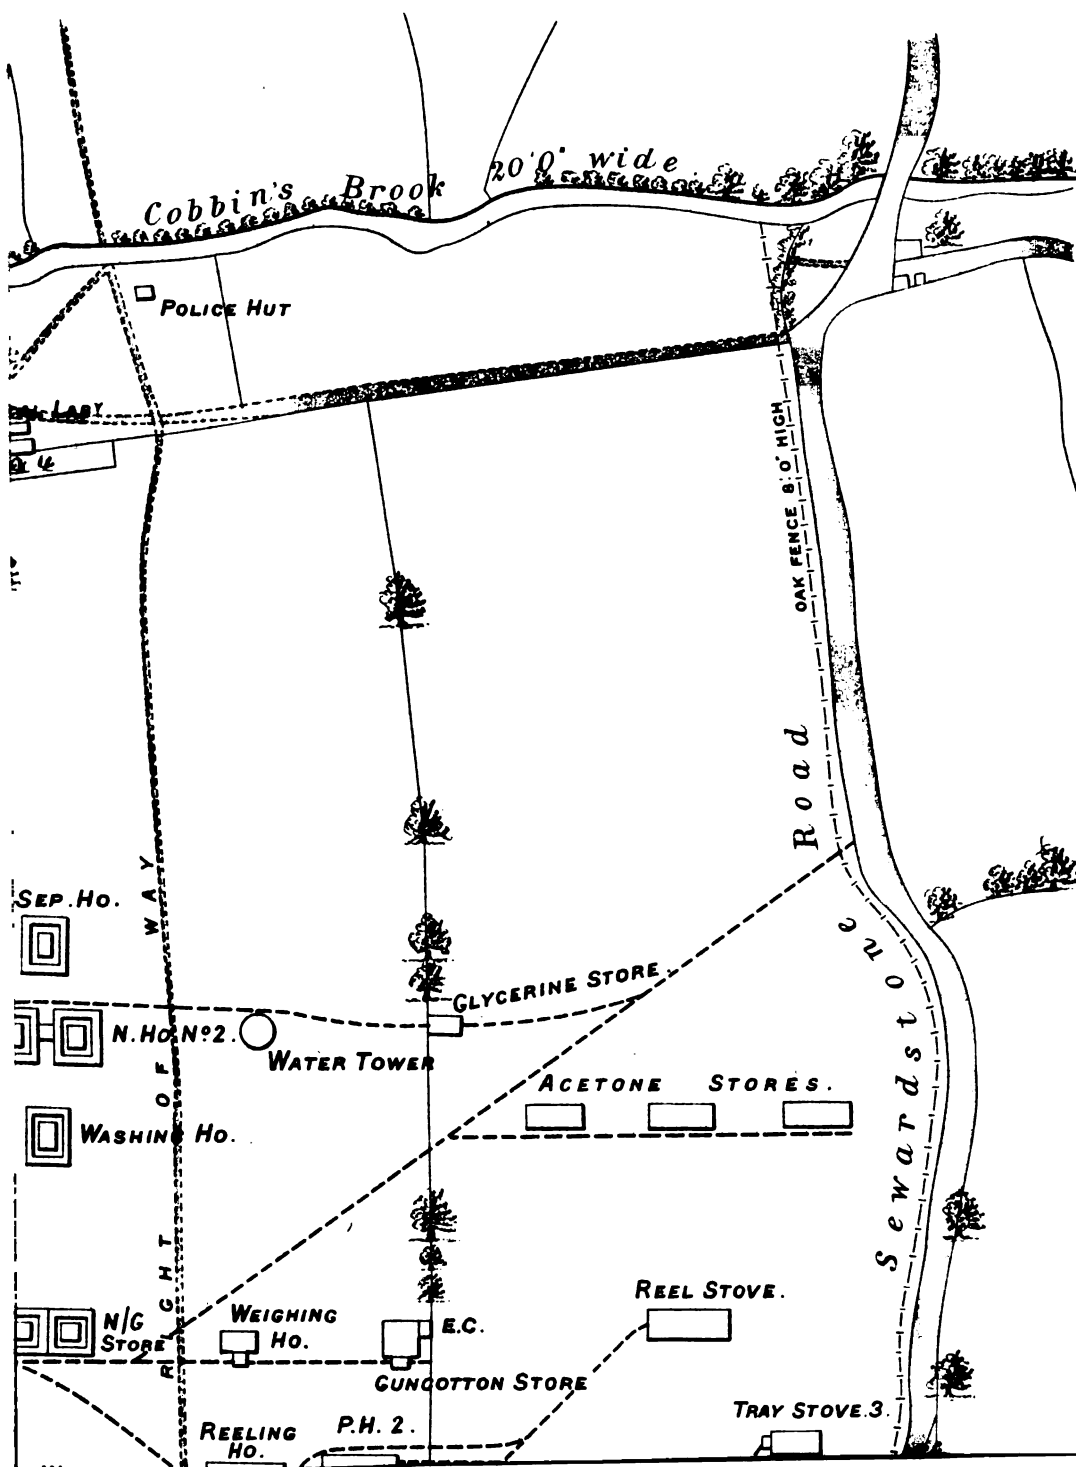 Cobbin's Brook 20'0" wide
POLICE HUT
LABY
OAK FENCE 8'.0" HIGH
Sewardstone Road
RIGHT OF WAY
SEP. HO.
GLYCERINE STORE.
N. HO Nº2.
WATER TOWER
ACETONE STORES.
WASHING HO.
REEL STOVE.
N/G
STORE
WEIGHING
HO.
E.C.
GUNCOTTON STORE
TRAY STOVE.3.
P.H. 2.
REELING
HO.